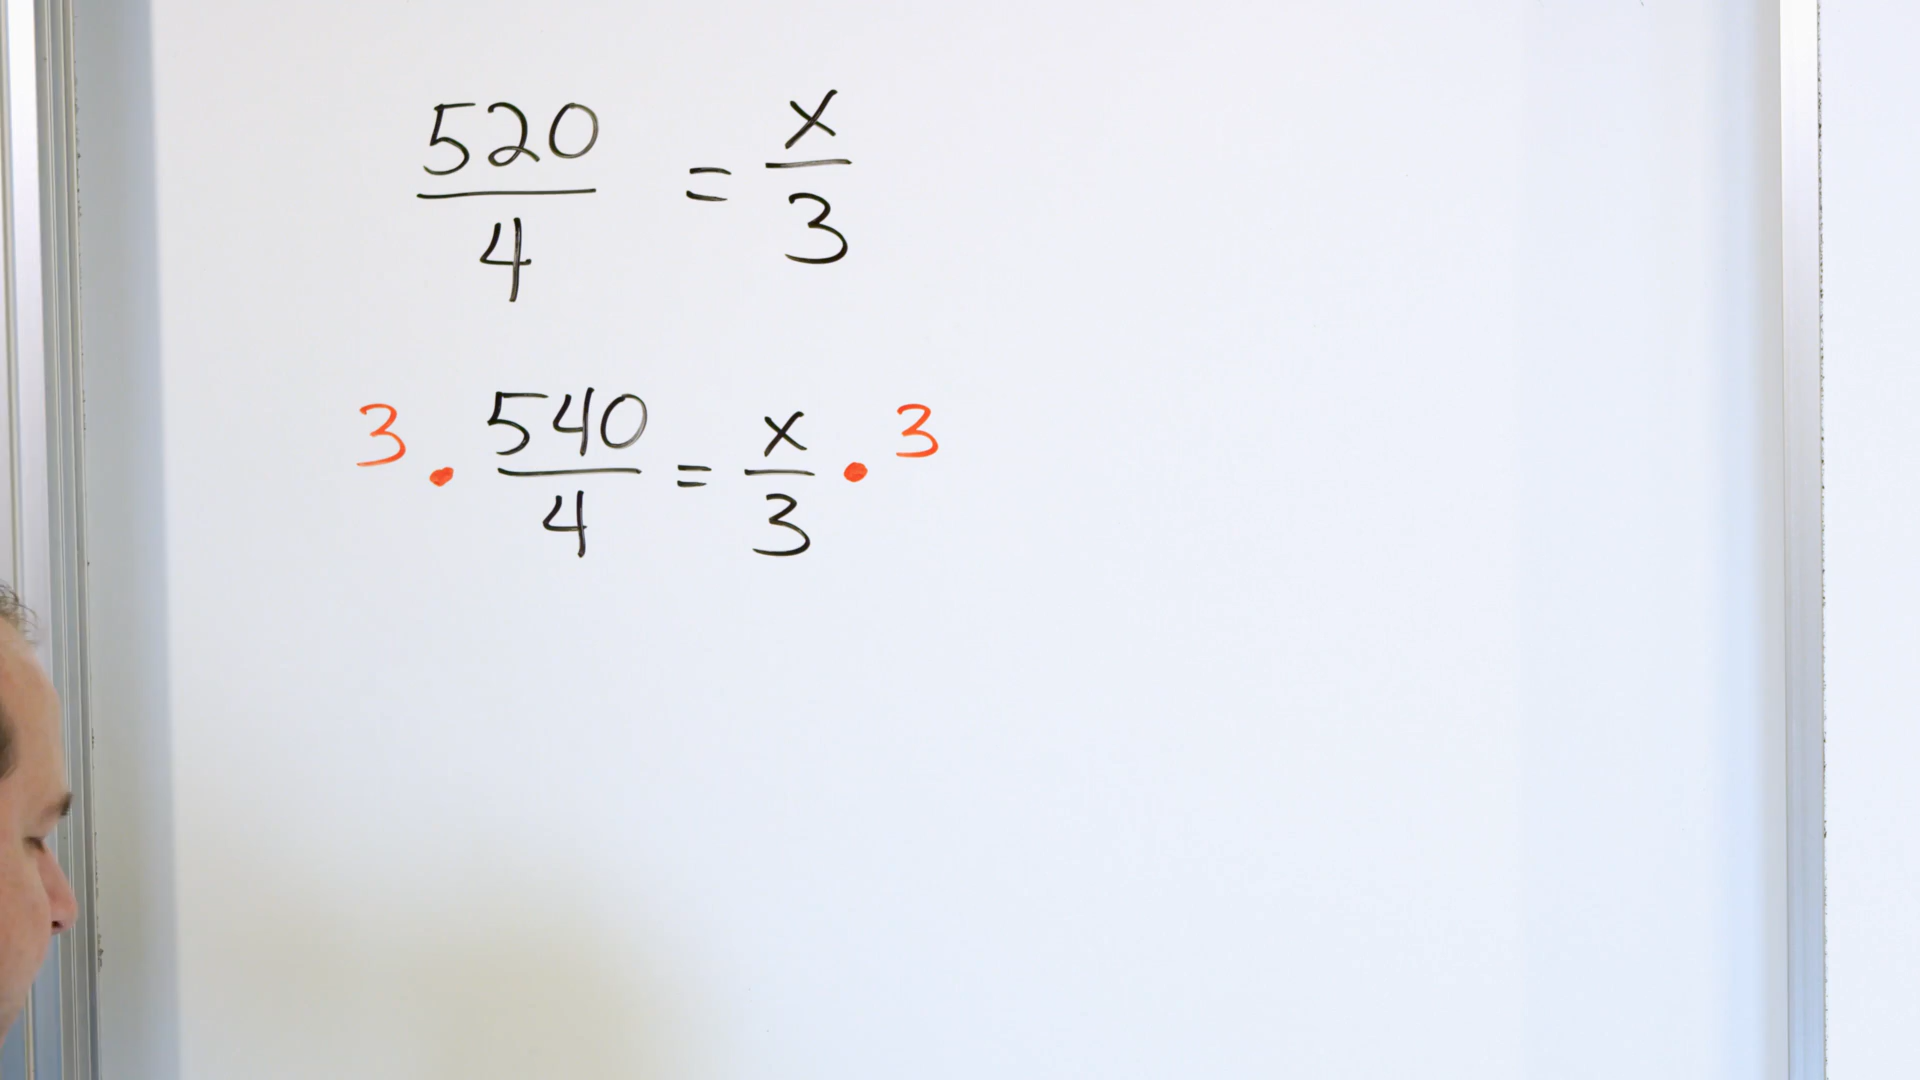 520/4 = x/3
3 · 540/4 = x/3 · 3